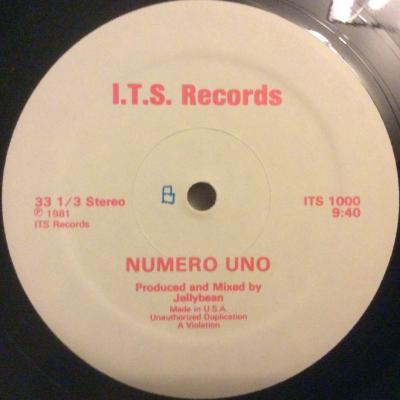 I.T.S. Records
33 1/3 Stereo
℗ 1981
ITS Records
ITS 1000
9:40
NUMERO UNO
Produced and Mixed by
Jellybean
Made in U.S.A.
Unauthorized Duplication
A Violation